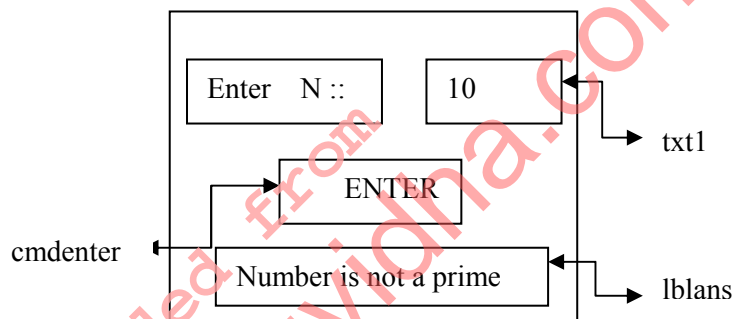 Enter N ::
10
txt1
ENTER
cmdenter
Number is not a prime
lblans